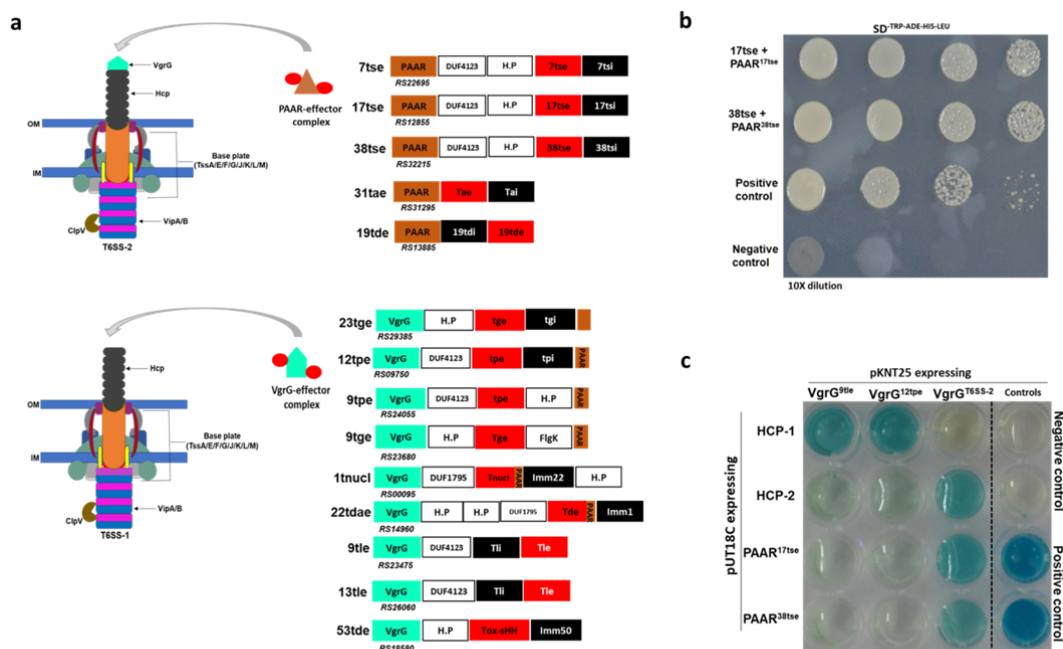 a
VgrG
Hcp
OM
IM
Base plate
(TssA/E/F/G/J/K/L/M)
VipA/B
ClpV
T6SS-2
PAAR-effector
complex
7tse PAAR DUF4123 H.P 7tse 7tsi
RS22695
17tse PAAR DUF4123 H.P 17tse 17tsi
RS12855
38tse PAAR DUF4123 H.P 38tse 38tsi
RS32215
31tae PAAR Tae Tai
RS31295
19tde PAAR 19tdi 19tde
RS13885
Hcp
OM
IM
Base plate
(TssA/E/F/G/J/K/L/M)
VipA/B
ClpV
T6SS-1
VgrG-effector
complex
23tge VgrG H.P tge tgi
RS29385
12tpe VgrG DUF4123 tpe tpi PAAR
RS09750
9tpe VgrG DUF4123 tpe H.P PAAR
RS24055
9tge VgrG H.P Tge FlgK PAAR
RS23680
1tnucl VgrG DUF1795 Tnucl PAAR Imm22 H.P
RS00095
22tdae VgrG H.P H.P DUF1795 Tde PAAR Imm1
RS14960
9tle VgrG DUF4123 Tli Tle
RS23475
13tle VgrG DUF4123 Tli Tle
RS26060
53tde VgrG H.P Tox-sHH Imm50
RS18580
b
SD-TRP-ADE-HIS-LEU
17tse +
PAAR17tse
38tse +
PAAR38tse
Positive
control
Negative
control
10X dilution
c
pKNT25 expressing
VgrG9tle VgrG12tpe VgrGT6SS-2 Controls
pUT18C expressing
HCP-1
HCP-2
PAAR17tse
PAAR38tse
Negative control
Positive control